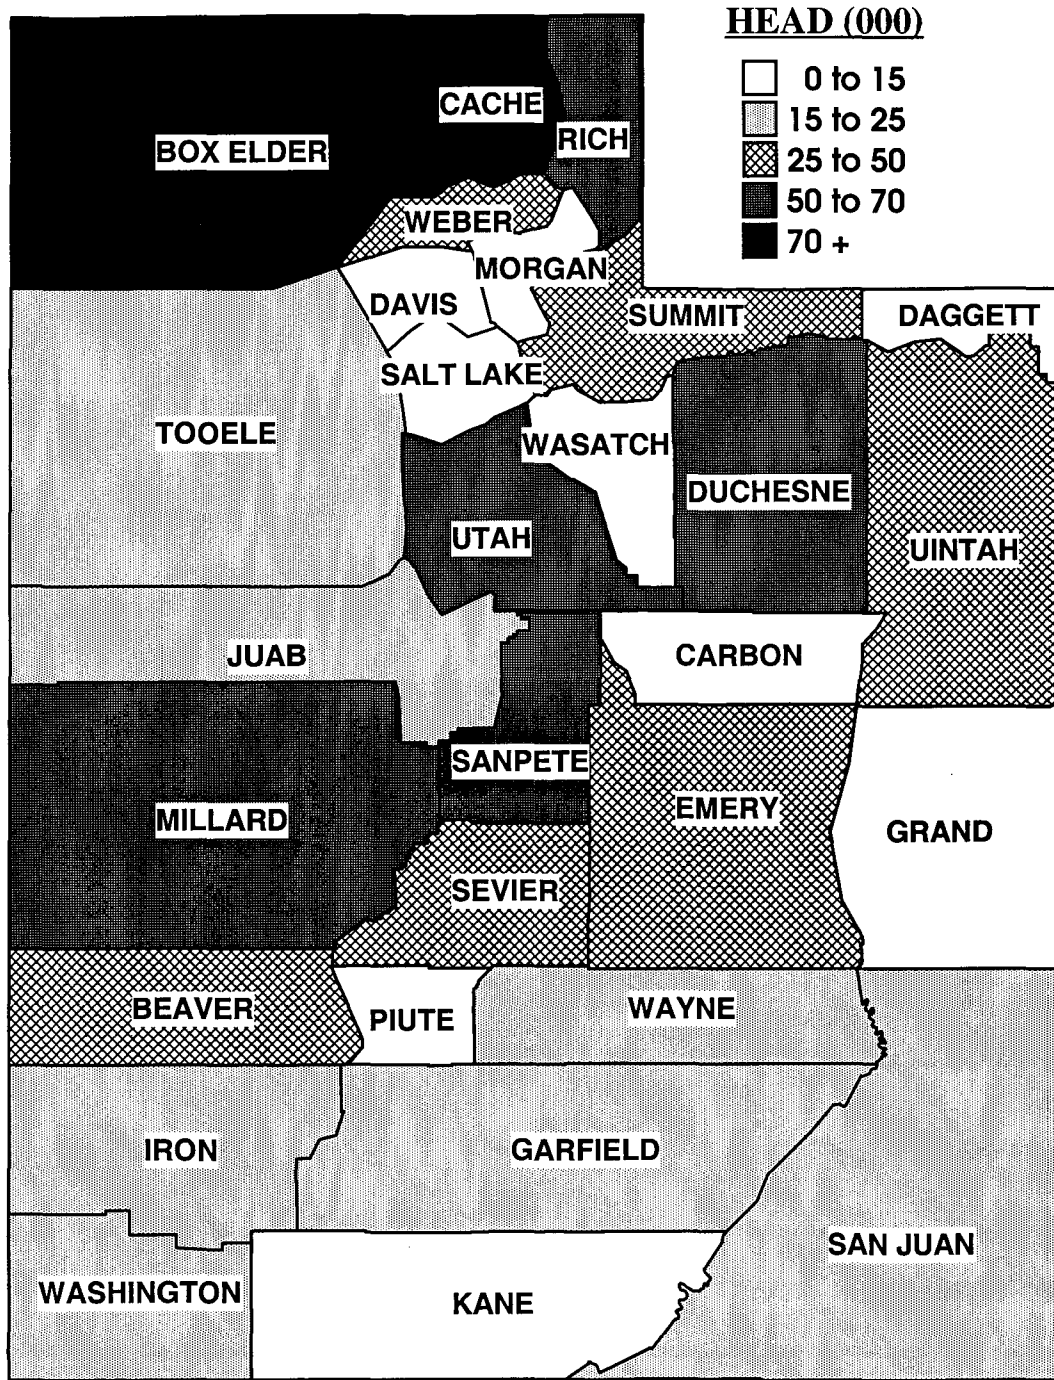 HEAD (000)
0 to 15
15 to 25
25 to 50
50 to 70
70 +
CACHE
RICH
BOX ELDER
WEBER
MORGAN
DAVIS
SUMMIT
DAGGETT
SALT LAKE
TOOELE
WASATCH
DUCHESNE
UTAH
UINTAH
JUAB
CARBON
SANPETE
EMERY
MILLARD
GRAND
SEVIER
BEAVER
PIUTE
WAYNE
IRON
GARFIELD
SAN JUAN
WASHINGTON
KANE